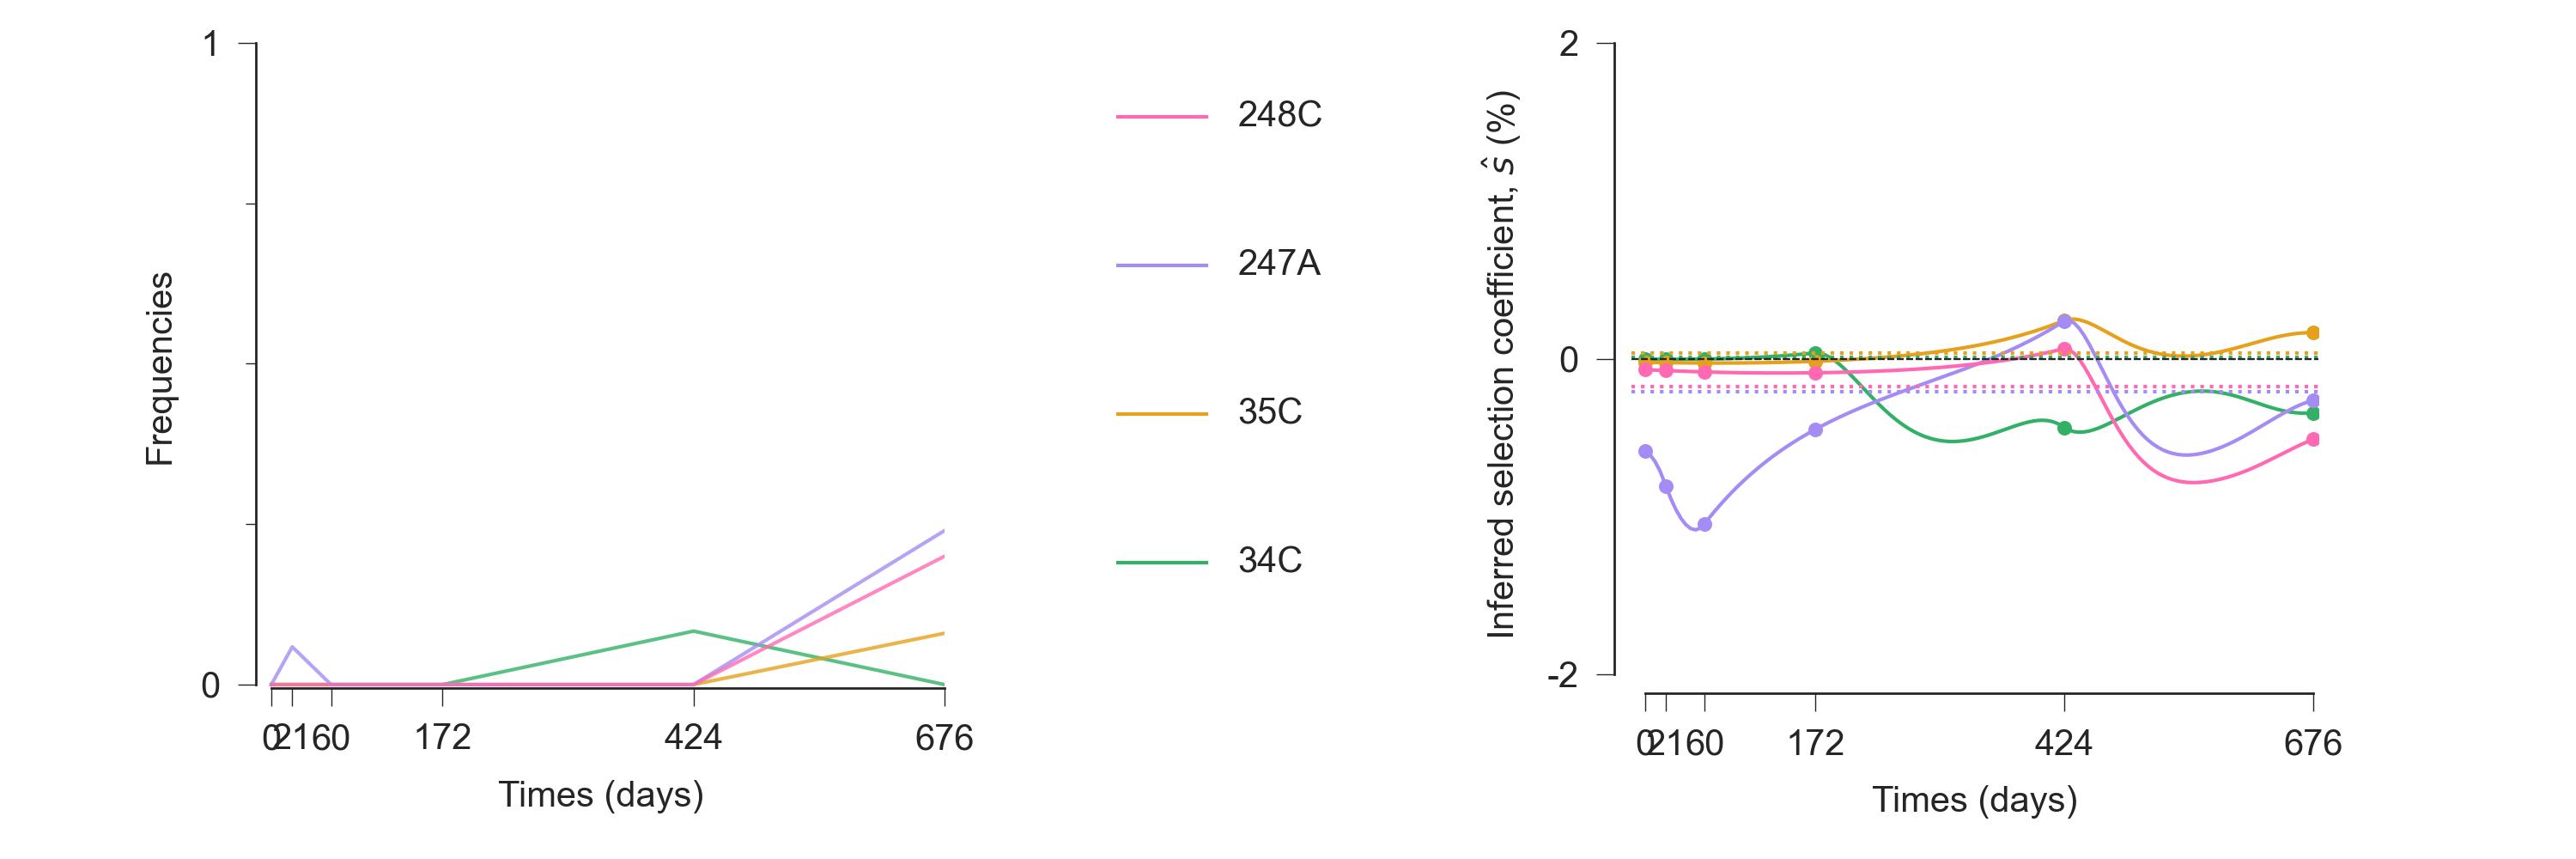 1
0
Frequencies
0 21 60 172 424 676
Times (days)
248C
247A
35C
34C
2
0
-2
Inferred selection coefficient, ŝ (%)
0 21 60 172 424 676
Times (days)